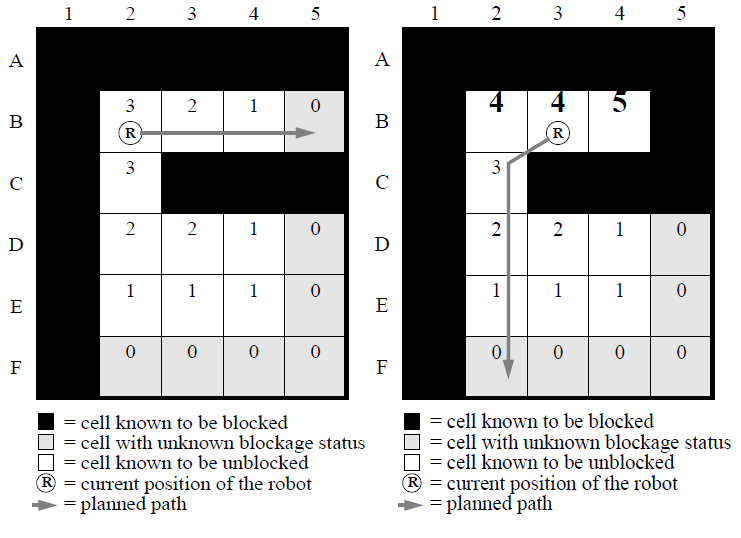 1 2 3 4 5 1 2 3 4 5
A A
B 3 2 1 0 B 4 4 5
R R
C 3 C 3
D 2 2 1 0 D 2 2 1 0
E 1 1 1 0 E 1 1 1 0
F 0 0 0 0 F 0 0 0 0
= cell known to be blocked = cell known to be blocked
= cell with unknown blockage status = cell with unknown blockage status
= cell known to be unblocked = cell known to be unblocked
R = current position of the robot R = current position of the robot
= planned path = planned path